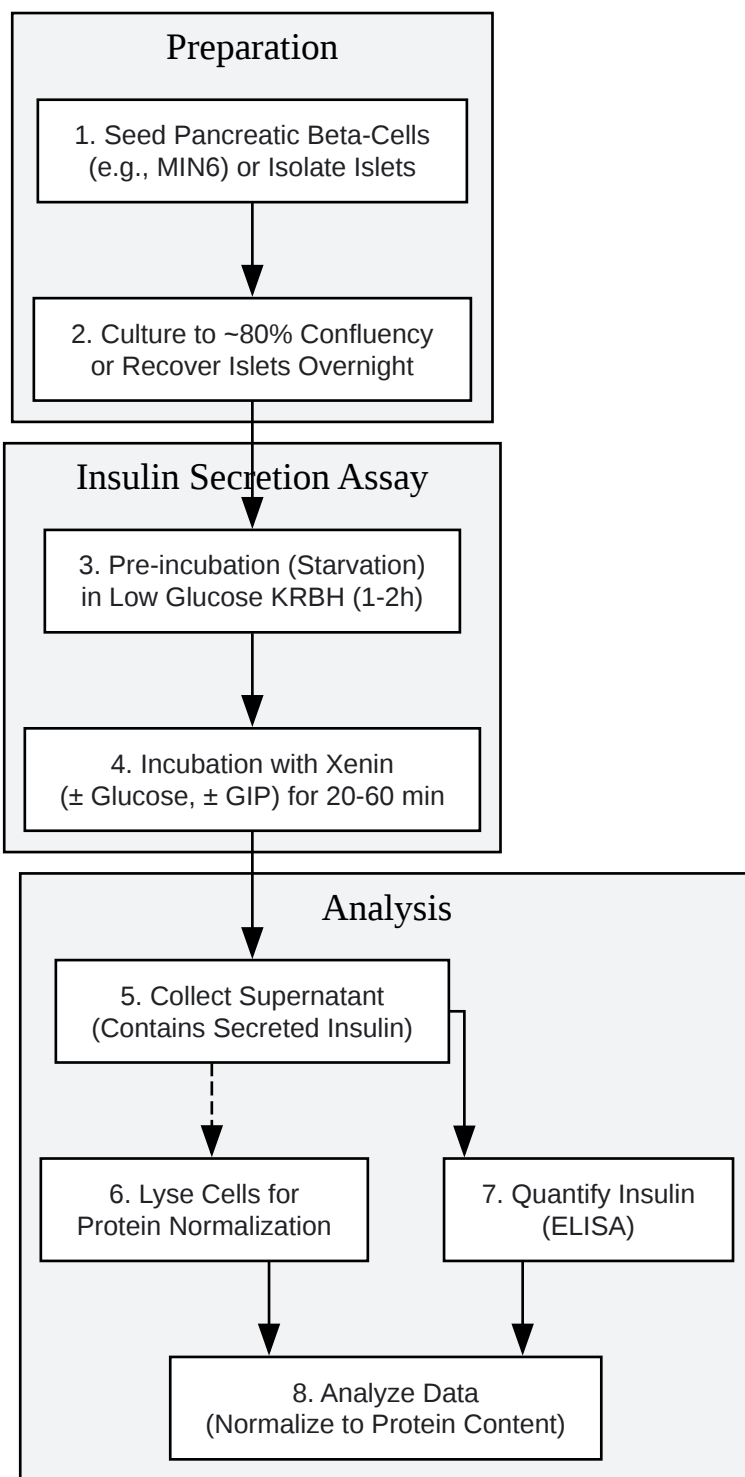 Preparation
1. Seed Pancreatic Beta-Cells
(e.g., MIN6) or Isolate Islets
2. Culture to ~80% Confluency
or Recover Islets Overnight
Insulin Secretion Assay
3. Pre-incubation (Starvation)
in Low Glucose KRBH (1-2h)
4. Incubation with Xenin
(± Glucose, ± GIP) for 20-60 min
Analysis
5. Collect Supernatant
(Contains Secreted Insulin)
6. Lyse Cells for
Protein Normalization
7. Quantify Insulin
(ELISA)
8. Analyze Data
(Normalize to Protein Content)